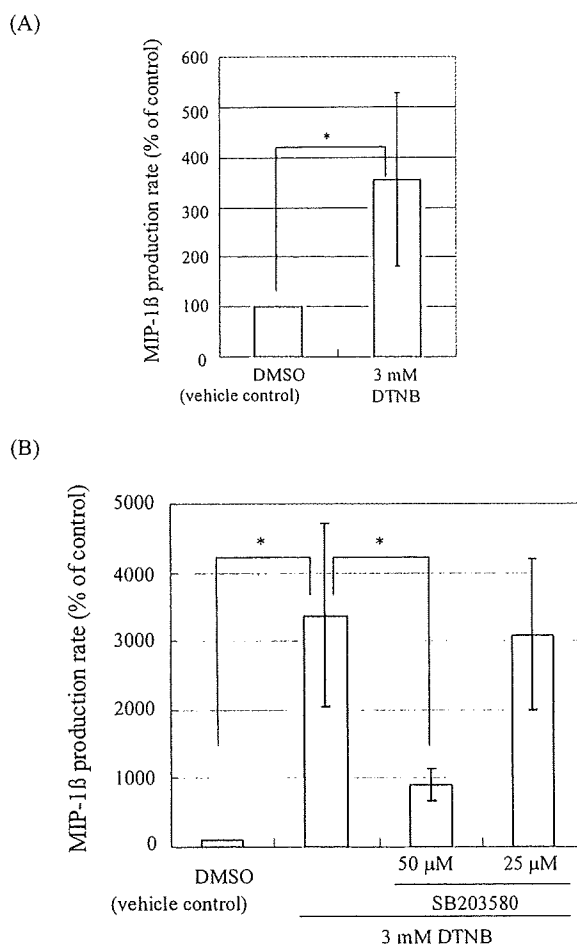 (A)
MIP-1ß production rate (% of control)
600
500
400
300
200
100
0
*
DMSO
(vehicle control)
3 mM
DTNB
(B)
MIP-1ß production rate (% of control)
5000
4000
3000
2000
1000
0
* *
DMSO
(vehicle control)
50 µM 25 µM
SB203580
3 mM DTNB